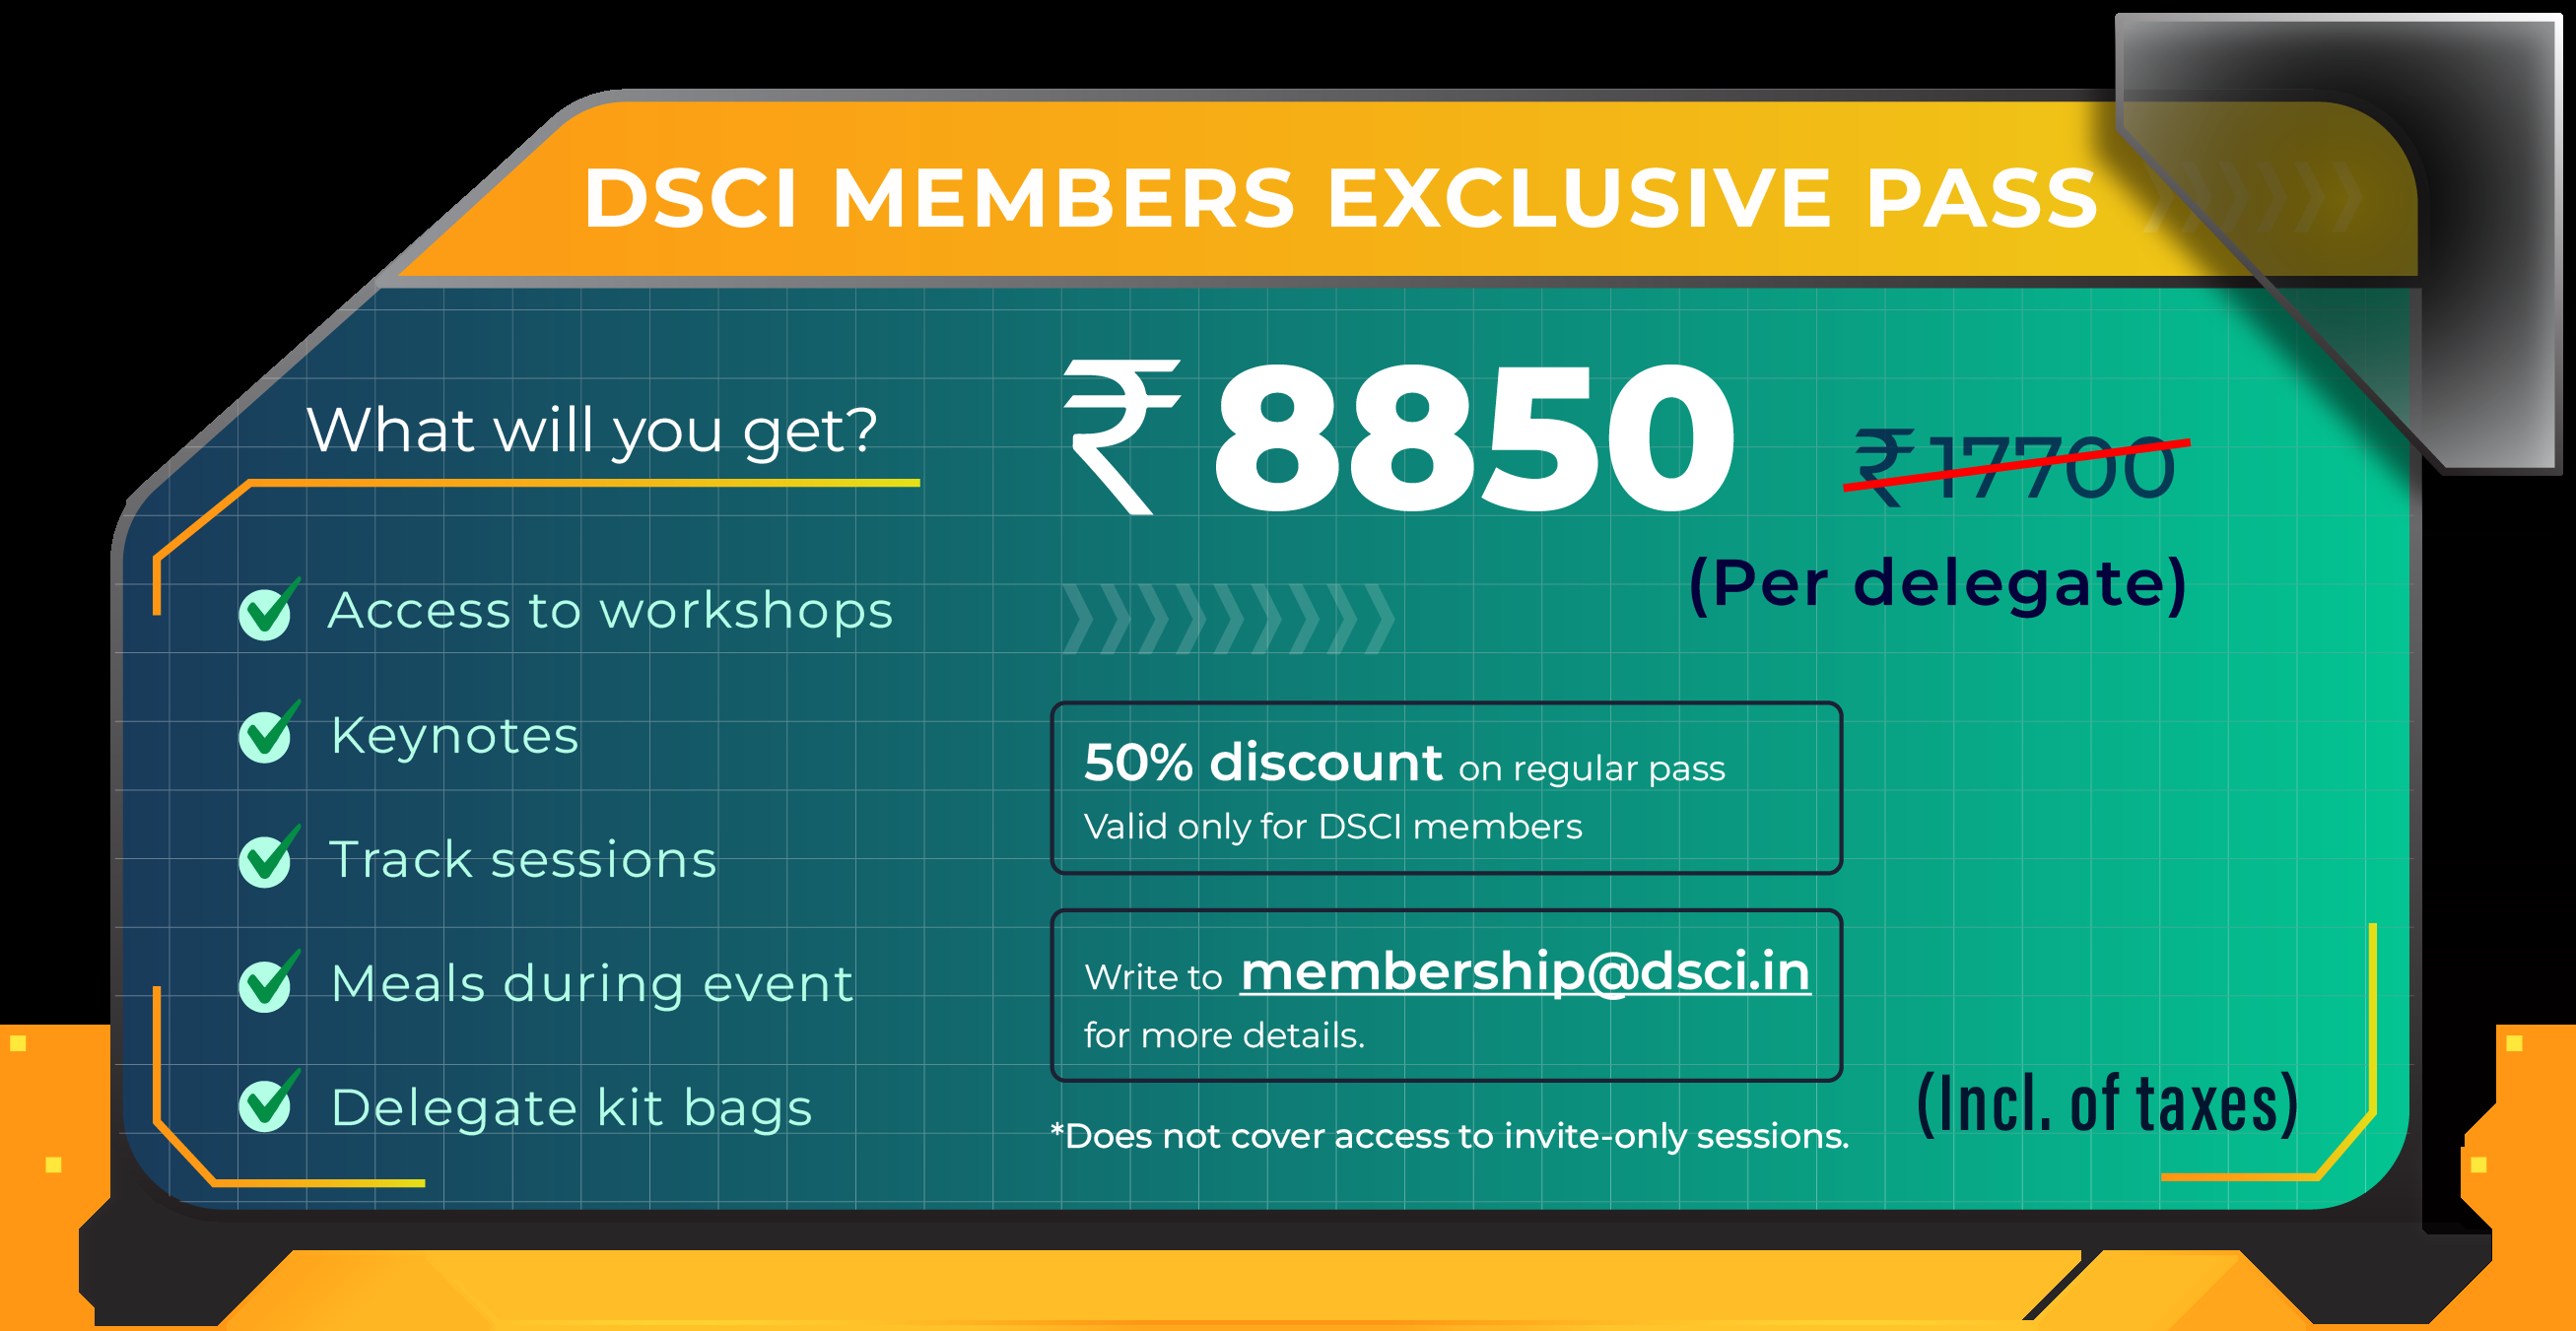 DSCI MEMBERS EXCLUSIVE PASS
What will you get?
Access to workshops
Keynotes
Track sessions
Meals during event
Delegate kit bags
₹ 8850
₹ 17700
(Per delegate)
50% discount on regular pass
Valid only for DSCI members
Write to membership@dsci.in
for more details.
*Does not cover access to invite-only sessions.
(Incl. of taxes)